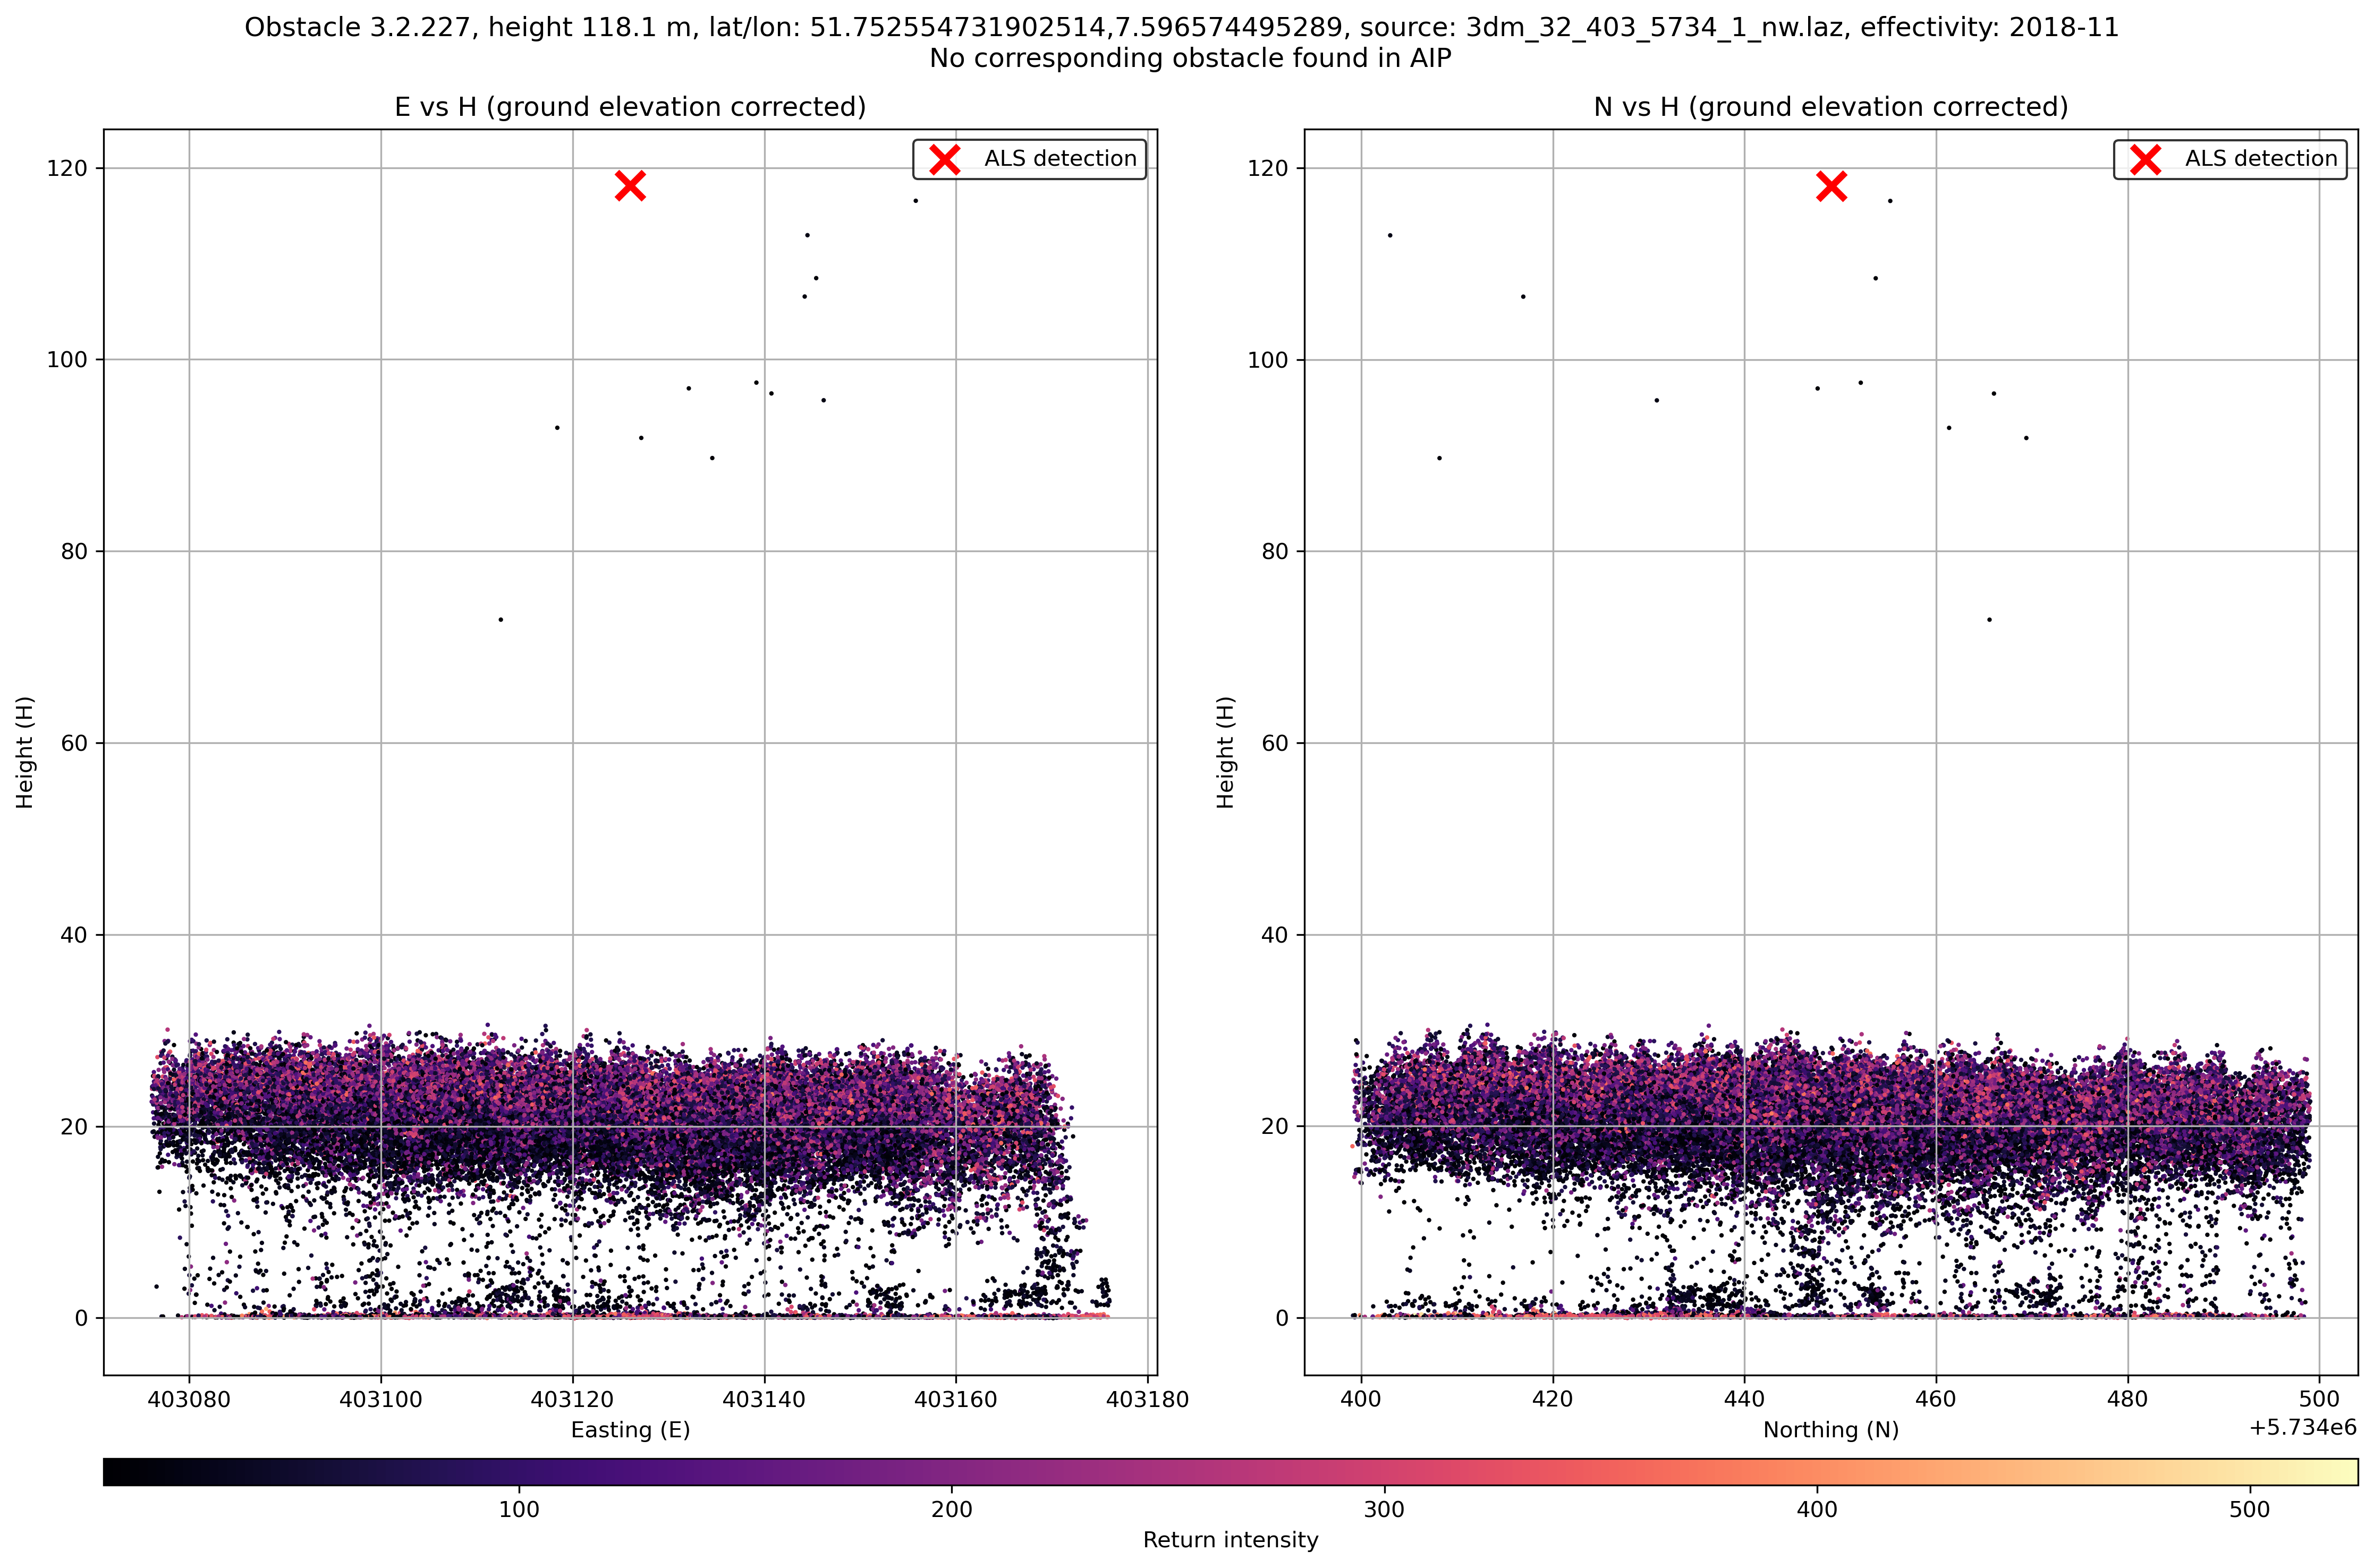 Obstacle 3.2.227, height 118.1 m, lat/lon: 51.752554731902514,7.596574495289, source: 3dm_32_403_5734_1_nw.laz, effectivity: 2018-11
No corresponding obstacle found in AIP
E vs H (ground elevation corrected)
ALS detection
120
100
80
60
40
20
0
Height (H)
403080 403100 403120 403140 403160 403180
Easting (E)
N vs H (ground elevation corrected)
ALS detection
120
100
80
60
40
20
0
Height (H)
400 420 440 460 480 500
+5.734e6
Northing (N)
100 200 300 400 500
Return intensity